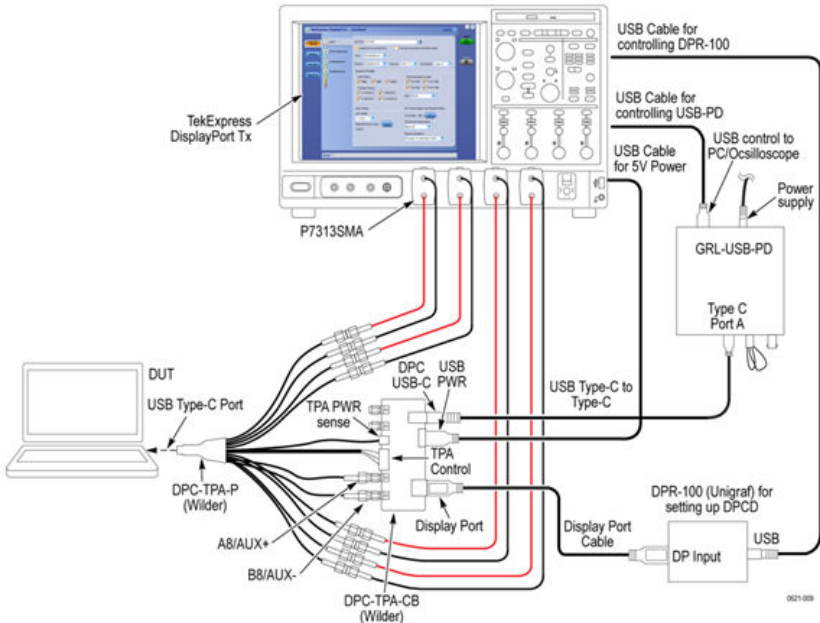 USB Cable for
controlling DPR-100
TekExpress
DisplayPort Tx
USB Cable for
controlling USB-PD
USB Cable
for 5V Power
USB control to
PC/Ocsilloscope
Power
supply
P7313SMA
GRL-USB-PD
Type C
Port A
DUT
USB Type-C Port
DPC
USB-C
USB
PWR
USB Type-C to
Type-C
TPA PWR
sense
TPA
Control
DPC-TPA-P
(Wilder)
Display Port
A8/AUX+
B8/AUX-
DPC-TPA-CB
(Wilder)
Display Port
Cable
DPR-100 (Unigraf) for
setting up DPCD
DP Input
USB
0621-009